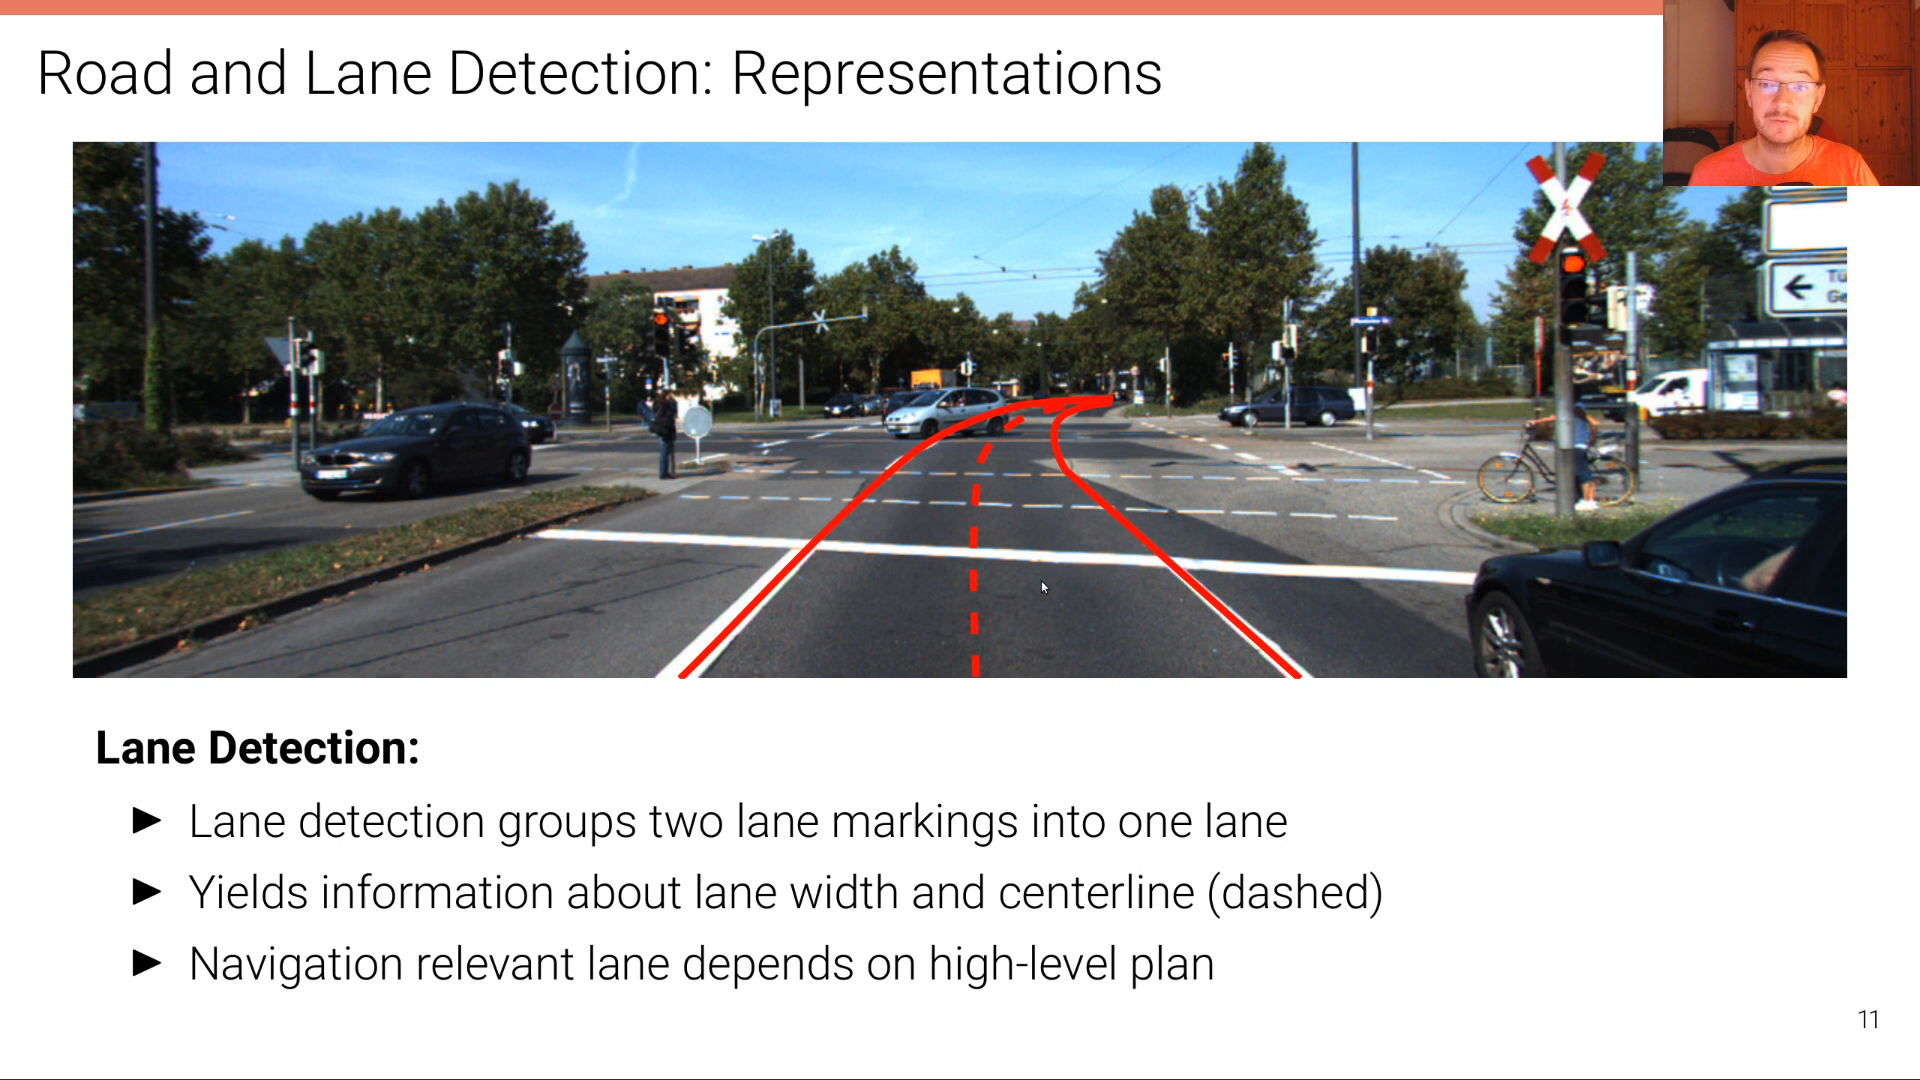 Road and Lane Detection: Representations
Lane Detection:
► Lane detection groups two lane markings into one lane
► Yields information about lane width and centerline (dashed)
► Navigation relevant lane depends on high-level plan
11